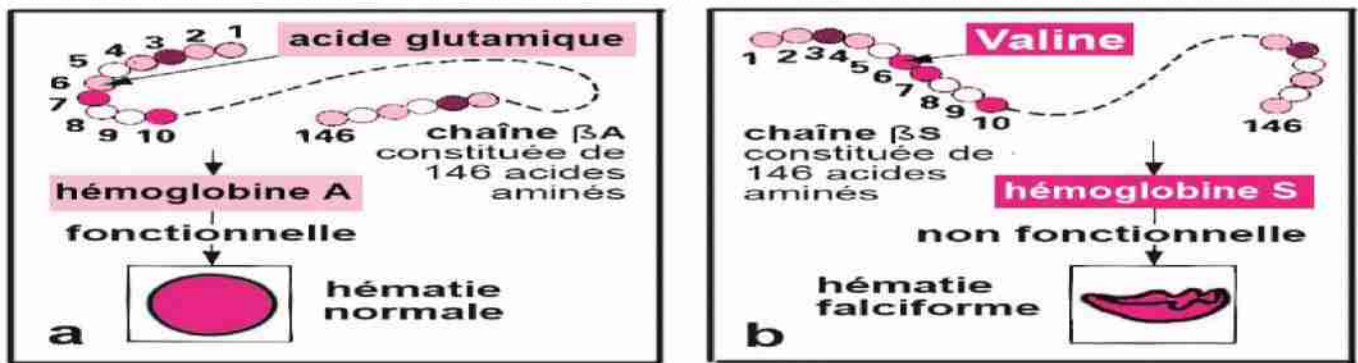 acide glutamique
1
2
3
4
5
6
7
8
9
10
146
chaîne βA
constituée de
146 acides
aminés
hémoglobine A
fonctionnelle
hématie
normale
a
Valine
1 2 3 4 5 6 7 8 9 10
146
chaîne βS
constituée de
146 acides
aminés
hémoglobine S
non fonctionnelle
hématie
falciforme
b